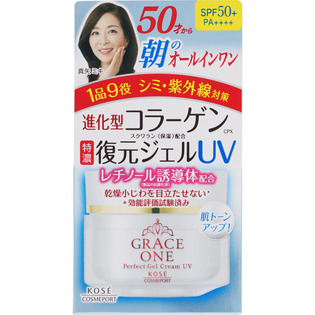 50才から
朝のオールインワン
SPF50+
PA++++
真矢ミキ
1品9役 シミ・紫外線対策
進化型コラーゲン CPX
スクワラン(保湿)配合
特濃 復元ジェルUV
レチノール誘導体配合
乾燥小じわを目立たせない*
*効能評価試験済み
肌トーンアップ!
GRACE
ONE
Perfect Gel Cream UV
KOSÉ
COSMEPORT
KOSÉ
COSMEPORT